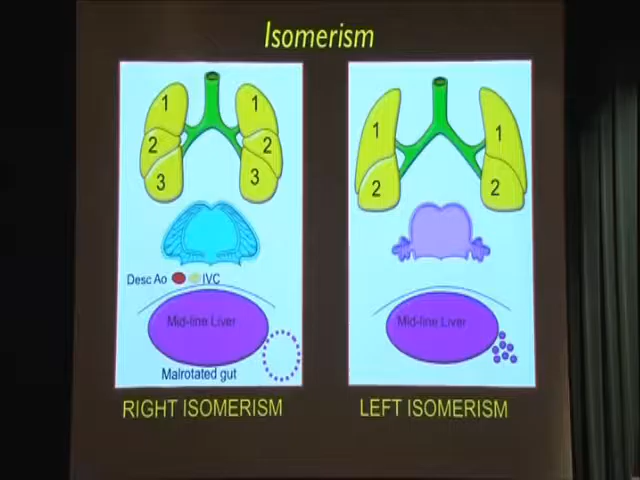 Isomerism
1 1
2 2
3 3
Desc Ao IVC
Mid-line Liver
Malrotated gut
RIGHT ISOMERISM
1 1
2 2
Mid-line Liver
LEFT ISOMERISM